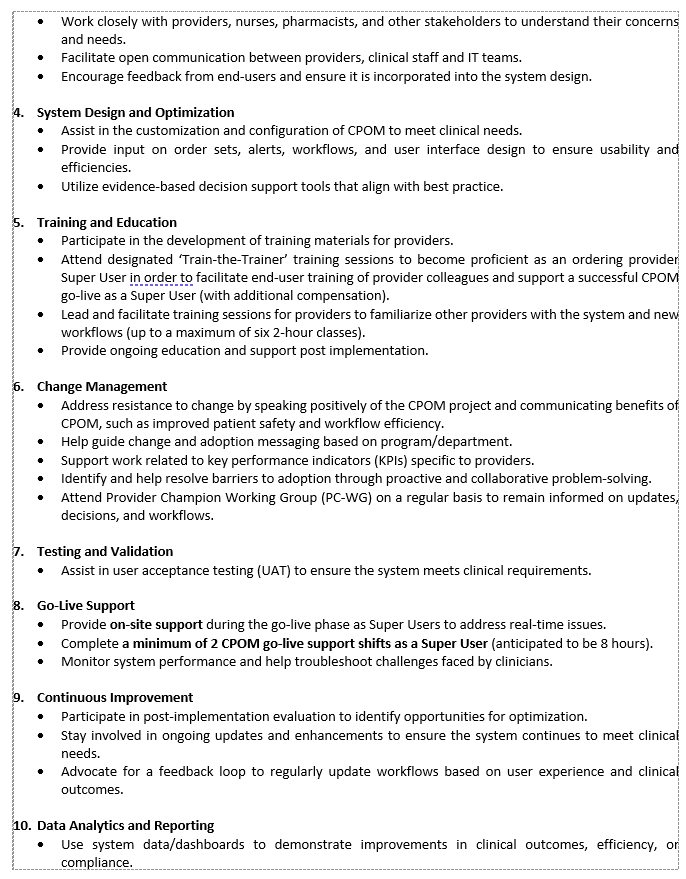 • Work closely with providers, nurses, pharmacists, and other stakeholders to understand their concerns
and needs.
• Facilitate open communication between providers, clinical staff and IT teams.
• Encourage feedback from end-users and ensure it is incorporated into the system design.
4. System Design and Optimization
• Assist in the customization and configuration of CPOM to meet clinical needs.
• Provide input on order sets, alerts, workflows, and user interface design to ensure usability and
efficiencies.
• Utilize evidence-based decision support tools that align with best practice.
5. Training and Education
• Participate in the development of training materials for providers.
• Attend designated ‘Train-the-Trainer’ training sessions to become proficient as an ordering provider
Super User in order to facilitate end-user training of provider colleagues and support a successful CPOM
go-live as a Super User (with additional compensation).
• Lead and facilitate training sessions for providers to familiarize other providers with the system and new
workflows (up to a maximum of six 2-hour classes).
• Provide ongoing education and support post implementation.
6. Change Management
• Address resistance to change by speaking positively of the CPOM project and communicating benefits of
CPOM, such as improved patient safety and workflow efficiency.
• Help guide change and adoption messaging based on program/department.
• Support work related to key performance indicators (KPIs) specific to providers.
• Identify and help resolve barriers to adoption through proactive and collaborative problem-solving.
• Attend Provider Champion Working Group (PC-WG) on a regular basis to remain informed on updates,
decisions, and workflows.
7. Testing and Validation
• Assist in user acceptance testing (UAT) to ensure the system meets clinical requirements.
8. Go-Live Support
• Provide on-site support during the go-live phase as Super Users to address real-time issues.
• Complete a minimum of 2 CPOM go-live support shifts as a Super User (anticipated to be 8 hours).
• Monitor system performance and help troubleshoot challenges faced by clinicians.
9. Continuous Improvement
• Participate in post-implementation evaluation to identify opportunities for optimization.
• Stay involved in ongoing updates and enhancements to ensure the system continues to meet clinical
needs.
• Advocate for a feedback loop to regularly update workflows based on user experience and clinical
outcomes.
10. Data Analytics and Reporting
• Use system data/dashboards to demonstrate improvements in clinical outcomes, efficiency, or
compliance.